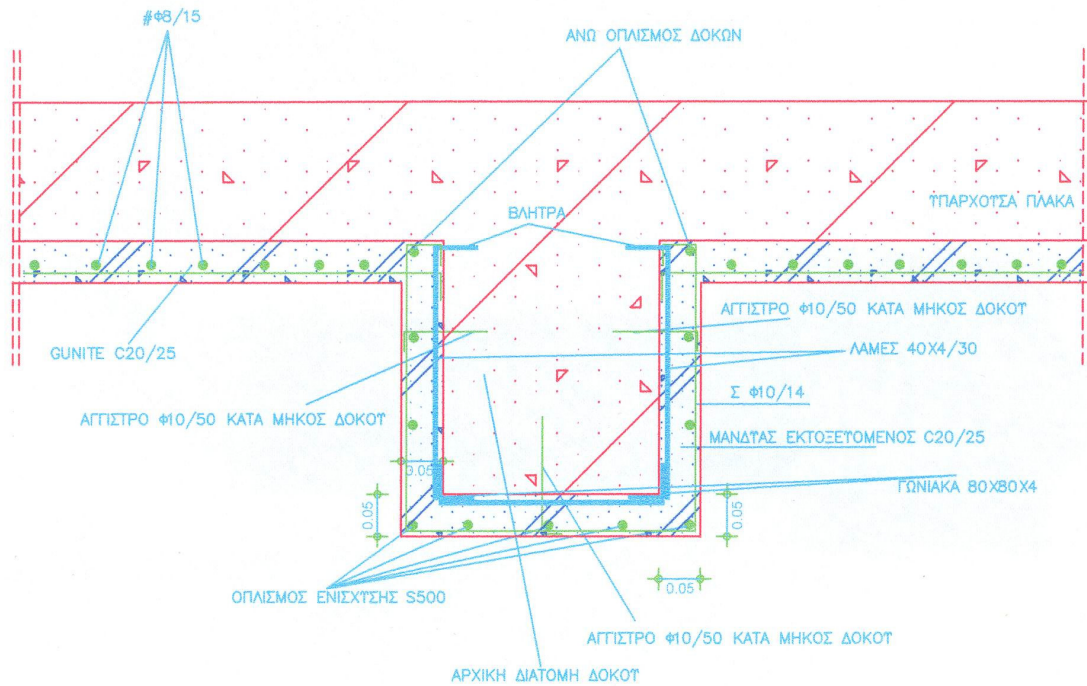 #Φ8/15
ΑΝΩ ΟΠΛΙΣΜΟΣ ΔΟΚΩΝ
ΥΠΑΡΧΟΥΣΑ ΠΛΑΚΑ
ΒΛΗΤΡΑ
ΑΓΓΙΣΤΡΟ Φ10/50 ΚΑΤΑ ΜΗΚΟΣ ΔΟΚΟΥ
GUNITE C20/25
ΛΑΜΕΣ 40X4/30
Σ Φ10/14
ΑΓΓΙΣΤΡΟ Φ10/50 ΚΑΤΑ ΜΗΚΟΣ ΔΟΚΟΥ
ΜΑΝΔΥΑΣ ΕΚΤΟΞΕΥΟΜΕΝΟΣ C20/25
0.05
ΓΩΝΙΑΚΑ 80X80X4
0.05
0.05
0.05
ΟΠΛΙΣΜΟΣ ΕΝΙΣΧΥΣΗΣ S500
ΑΓΓΙΣΤΡΟ Φ10/50 ΚΑΤΑ ΜΗΚΟΣ ΔΟΚΟΥ
ΑΡΧΙΚΗ ΔΙΑΤΟΜΗ ΔΟΚΟΥ